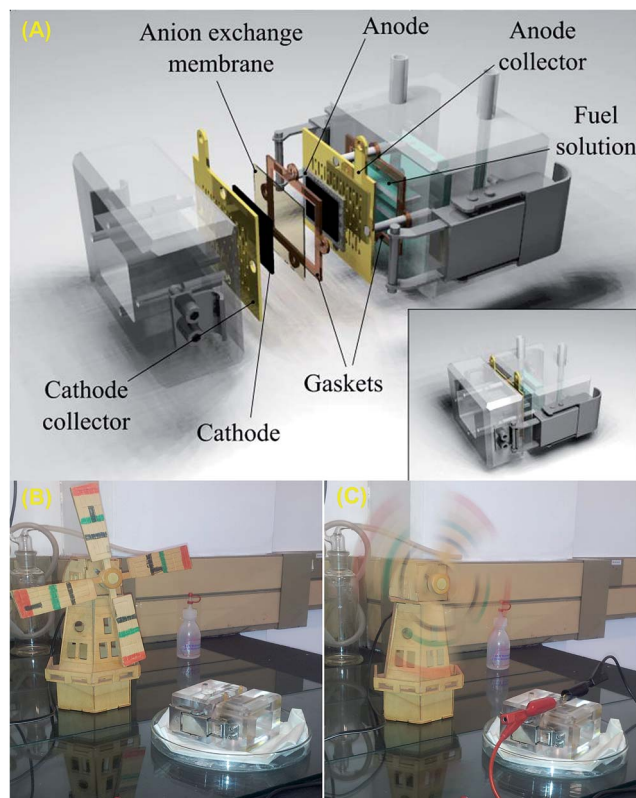 (A)
Anion exchange
membrane
Anode
Anode
collector
Fuel
solution
Cathode
collector
Cathode
Gaskets
(B)
(C)